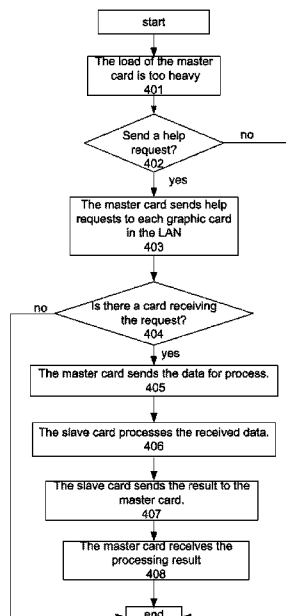 start
The load of the master
card is too heavy
401
Send a help
request?
402
no
yes
The master card sends help
requests to each graphic card
in the LAN
403
no
Is there a card receiving
the request?
404
yes
The master card sends the data for process.
405
The slave card processes the received data.
406
The slave card sends the result to the
master card.
407
The master card receives the
processing result
408
end